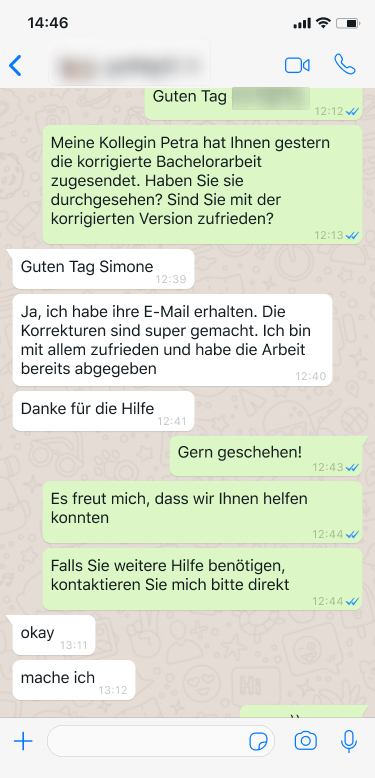 14:46
Guten Tag
12:12
Meine Kollegin Petra hat Ihnen gestern
die korrigierte Bachelorarbeit
zugesendet. Haben Sie sie
durchgesehen? Sind Sie mit der
korrigierten Version zufrieden?
12:13
Guten Tag Simone
12:39
Ja, ich habe ihre E-Mail erhalten. Die
Korrekturen sind super gemacht. Ich bin
mit allem zufrieden und habe die Arbeit
bereits abgegeben
12:40
Danke für die Hilfe
12:41
Gern geschehen!
12:43
Es freut mich, dass wir Ihnen helfen
konnten
12:44
Falls Sie weitere Hilfe benötigen,
kontaktieren Sie mich bitte direkt
12:44
okay
13:11
mache ich
13:12